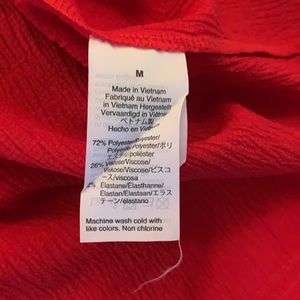 M
Made in Vietnam
Fabriqué au Vietnam
in Vietnam Hergestellt
Vervaardigd in Vietnam
ベトナム製
Hecho en Vietnam
72% Polyester/Polyester/
Polyester/ポリ
エステル/poliéster
26% Viscose/Viscose/
Viskose/Viscose/ビスコ
ース/viscosa
Elastane/Élasthanne/
Elastan/Elastaan/エラス
テーン/elastano
Machine wash cold with
like colors. Non chlorine